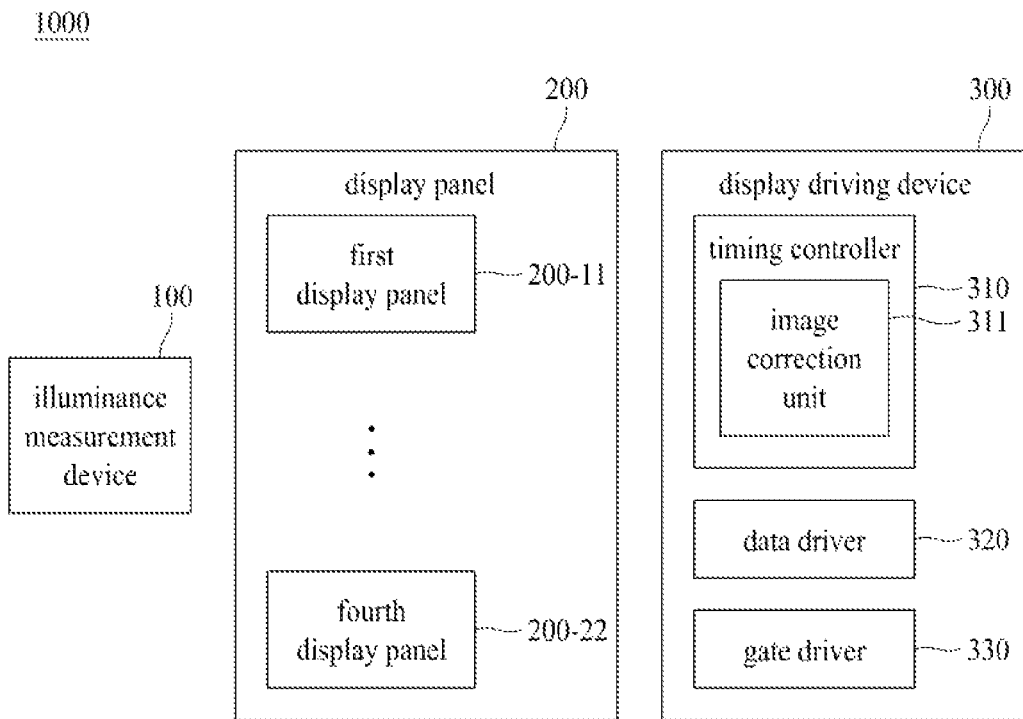 1000
200
300
display panel
display driving device
first
display panel
200-11
timing controller
310
311
image
correction
unit
100
illuminance
measurement
device
data driver
320
fourth
display panel
200-22
gate driver
330